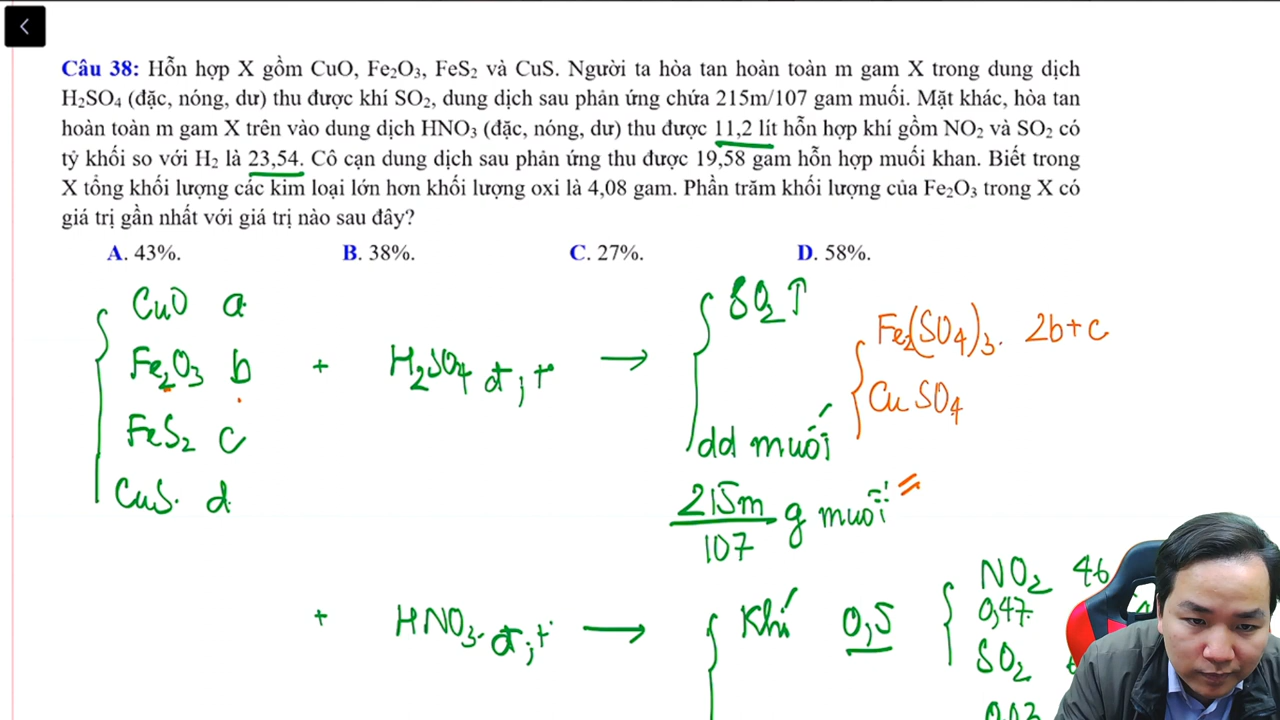 Câu 38: Hỗn hợp X gồm CuO, Fe₂O₃, FeS₂ và CuS. Người ta hòa tan hoàn toàn m gam X trong dung dịch
H₂SO₄ (đặc, nóng, dư) thu được khí SO₂, dung dịch sau phản ứng chứa 215m/107 gam muối. Mặt khác, hòa tan
hoàn toàn m gam X trên vào dung dịch HNO₃ (đặc, nóng, dư) thu được 11,2 lít hỗn hợp khí gồm NO₂ và SO₂ có
tỷ khối so với H₂ là 23,54. Cô cạn dung dịch sau phản ứng thu được 19,58 gam hỗn hợp muối khan. Biết trong
X tổng khối lượng các kim loại lớn hơn khối lượng oxi là 4,08 gam. Phần trăm khối lượng của Fe₂O₃ trong X có
giá trị gần nhất với giá trị nào sau đây?
A. 43%. B. 38%. C. 27%. D. 58%.
CuO a
Fe₂O₃ b
FeS₂ c
CuS d
+ H₂SO₄ đ,t° →
SO₂ ↑
dd muối
Fe₂(SO₄)₃ 2b+c
CuSO₄
215m/107 g muối =
+ HNO₃ đ,t° →
Khí 0,5
NO₂ 46
0,47
SO₂
0,03